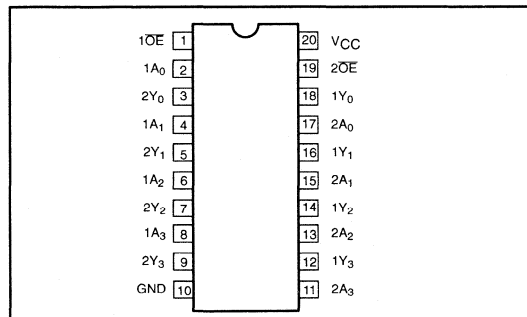 1OE 1 20 VCC
1A0 2 19 2OE
2Y0 3 18 1Y0
1A1 4 17 2A0
2Y1 5 16 1Y1
1A2 6 15 2A1
2Y2 7 14 1Y2
1A3 8 13 2A2
2Y3 9 12 1Y3
GND 10 11 2A3